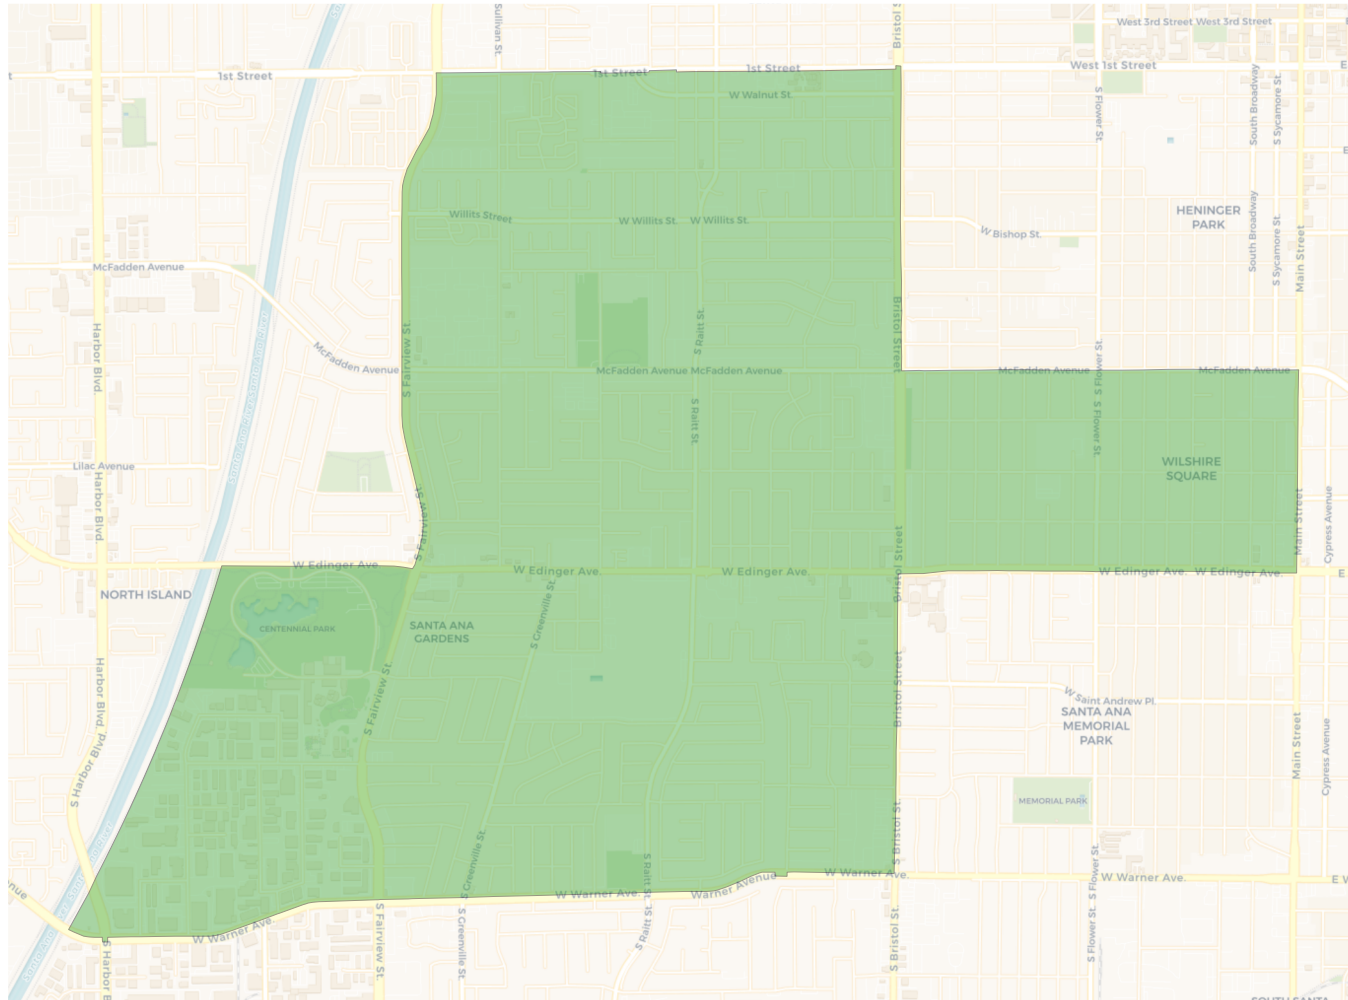 Sullivan St.
Bristol S
West 3rd Street West 3rd Street
t
1st Street
1st Street
1st Street
West 1st Street
E
W Walnut St.
S Flower St.
South Broadway
S Sycamore St.
E
Willits Street
W Willits St.
W Willits St.
W Bishop St.
HENINGER
PARK
South Broadway
S Sycamore St.
Main Street
McFadden Avenue
Harbor Blvd.
McFadden Avenue
S Fairview St.
S Raitt St.
Bristol Street
McFadden Avenue
McFadden Avenue
McFadden Avenue
S Flower St.
McFadden Avenue
S Raitt St.
S Flower St.
Lilac Avenue
Harbor Blvd.
S Fairview St.
WILSHIRE
SQUARE
Main Street
Cypress Avenue
W Edinger Ave.
W Edinger Ave.
W Edinger Ave.
Bristol Street
W Edinger Ave.
W Edinger Ave.
E
NORTH ISLAND
CENTENNIAL PARK
SANTA ANA
GARDENS
S Greenville St.
Harbor Blvd.
S Fairview St.
Bristol Street
W Saint Andrew Pl.
SANTA ANA
MEMORIAL
PARK
Main Street
Cypress Avenue
S Harbor Blvd.
MEMORIAL PARK
S Greenville St.
S Bristol St.
S Raitt St.
S Flower St.
nue
W Warner Ave.
Warner Avenue
W Warner Ave.
W Warner Ave.
E W
W Warner Ave.
S Harbor B
S Fairview St.
S Greenville St.
S Raitt St.
S Bristol St.
S Flower St.
SOUTH SANTA